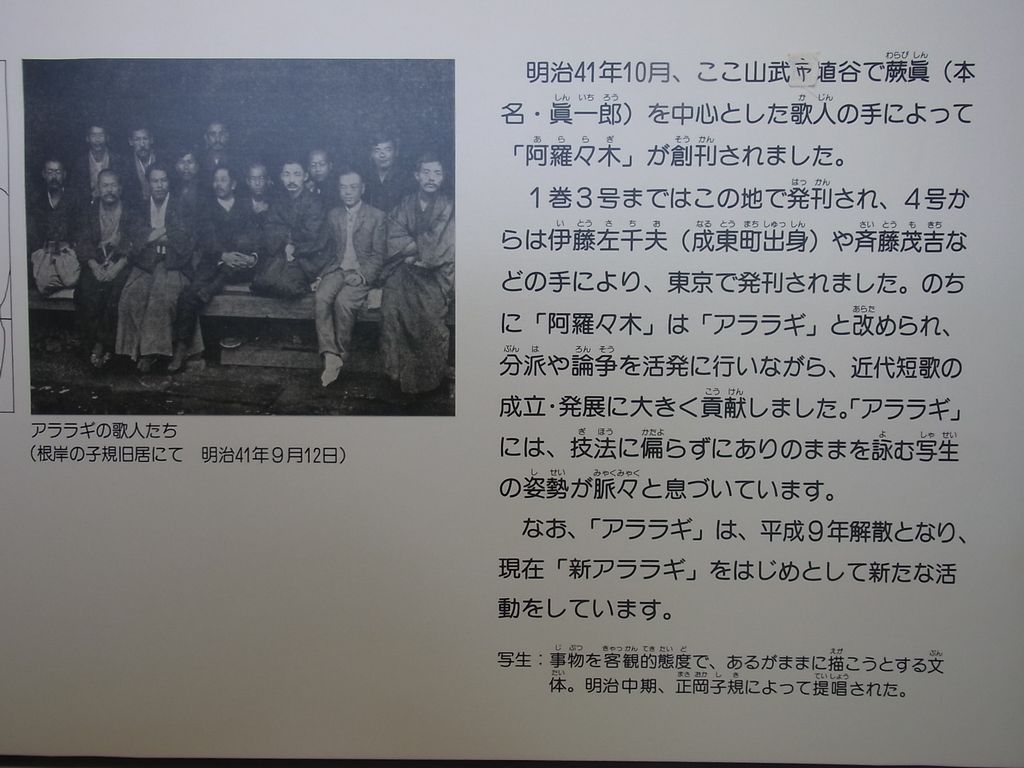 アララギの歌人たち
(根岸の子規旧居にて 明治41年9月12日)
明治41年10月、ここ山武市埴谷で蕨眞(本
名・眞一郎)を中心とした歌人の手によって
「阿羅々木」が創刊されました。
1巻3号まではこの地で発刊され、4号か
らは伊藤左千夫(成東町出身)や斉藤茂吉な
どの手により、東京で発刊されました。のち
に「阿羅々木」は「アララギ」と改められ、
分派や論争を活発に行いながら、近代短歌の
成立・発展に大きく貢献しました。「アララギ」
には、技法に偏らずにありのままを詠む写生
の姿勢が脈々と息づいています。
なお、「アララギ」は、平成9年解散となり、
現在「新アララギ」をはじめとして新たな活
動をしています。
写生:事物を客観的態度で、あるがままに描こうとする文
体。明治中期、正岡子規によって提唱された。